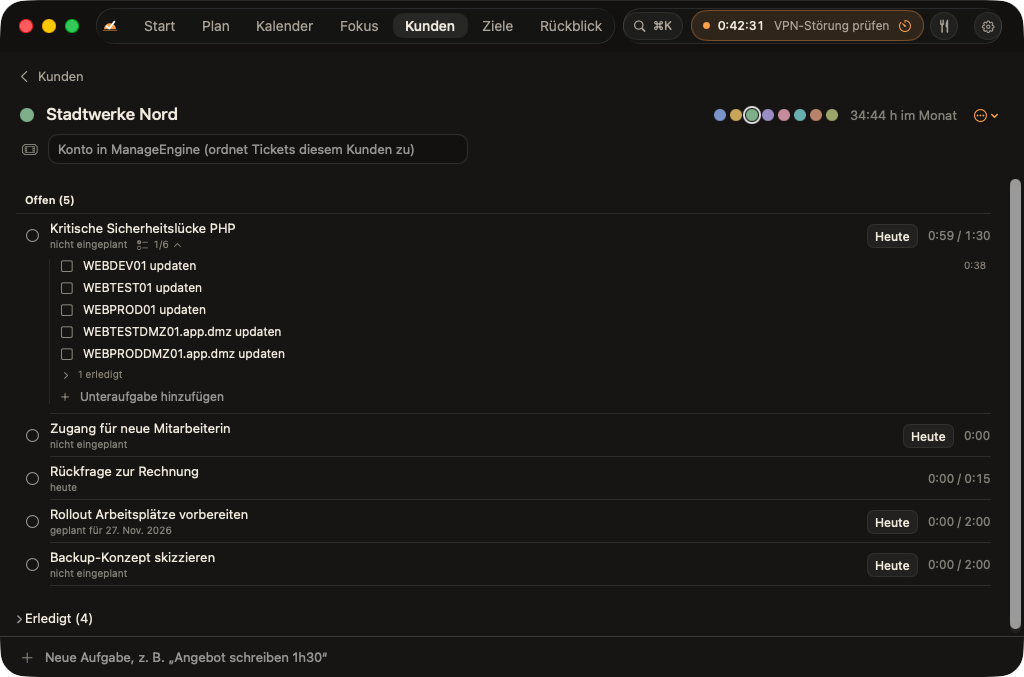 Start Plan Kalender Fokus Kunden Ziele Rückblick ⌘K 0:42:31 VPN-Störung prüfen
Kunden
Stadtwerke Nord 34:44 h im Monat
Konto in ManageEngine (ordnet Tickets diesem Kunden zu)
Offen (5)
Kritische Sicherheitslücke PHP Heute 0:59 / 1:30
nicht eingeplant 1/6
WEBDEV01 updaten 0:38
WEBTEST01 updaten
WEBPROD01 updaten
WEBTESTDMZ01.app.dmz updaten
WEBPRODDMZ01.app.dmz updaten
1 erledigt
+ Unteraufgabe hinzufügen
Zugang für neue Mitarbeiterin Heute 0:00
nicht eingeplant
Rückfrage zur Rechnung 0:00 / 0:15
heute
Rollout Arbeitsplätze vorbereiten Heute 0:00 / 2:00
geplant für 27. Nov. 2026
Backup-Konzept skizzieren Heute 0:00 / 2:00
nicht eingeplant
Erledigt (4)
+ Neue Aufgabe, z. B. „Angebot schreiben 1h30“